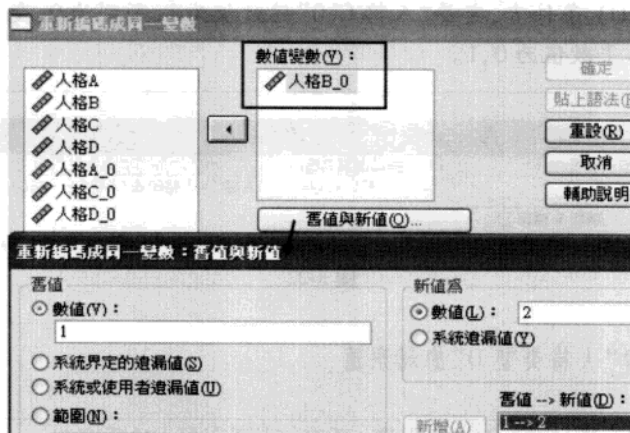 重新編碼成同一變數
數值變數(V)：
人格A
人格B
人格C
人格D
人格A_0
人格C_0
人格D_0
人格B_0
確定
貼上語法(
重設(R)
取消
輔助說明
舊值與新值(O)...
重新編碼成同一變數：舊值與新值
舊值
數值(V)：
1
系統界定的遺漏值(S)
系統或使用者遺漏值(U)
範圍(N)：
新值為
數值(L)：
2
系統遺漏值(Y)
舊值 --> 新值(D)：
新增(A)
1 --> 2